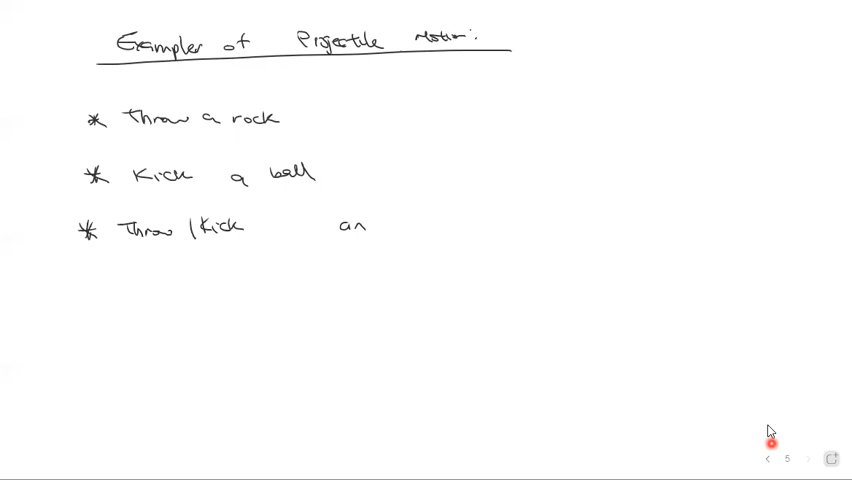 Examples of Projectile Motion:
* Throw a rock
* Kick a ball
* Throw / Kick an
5